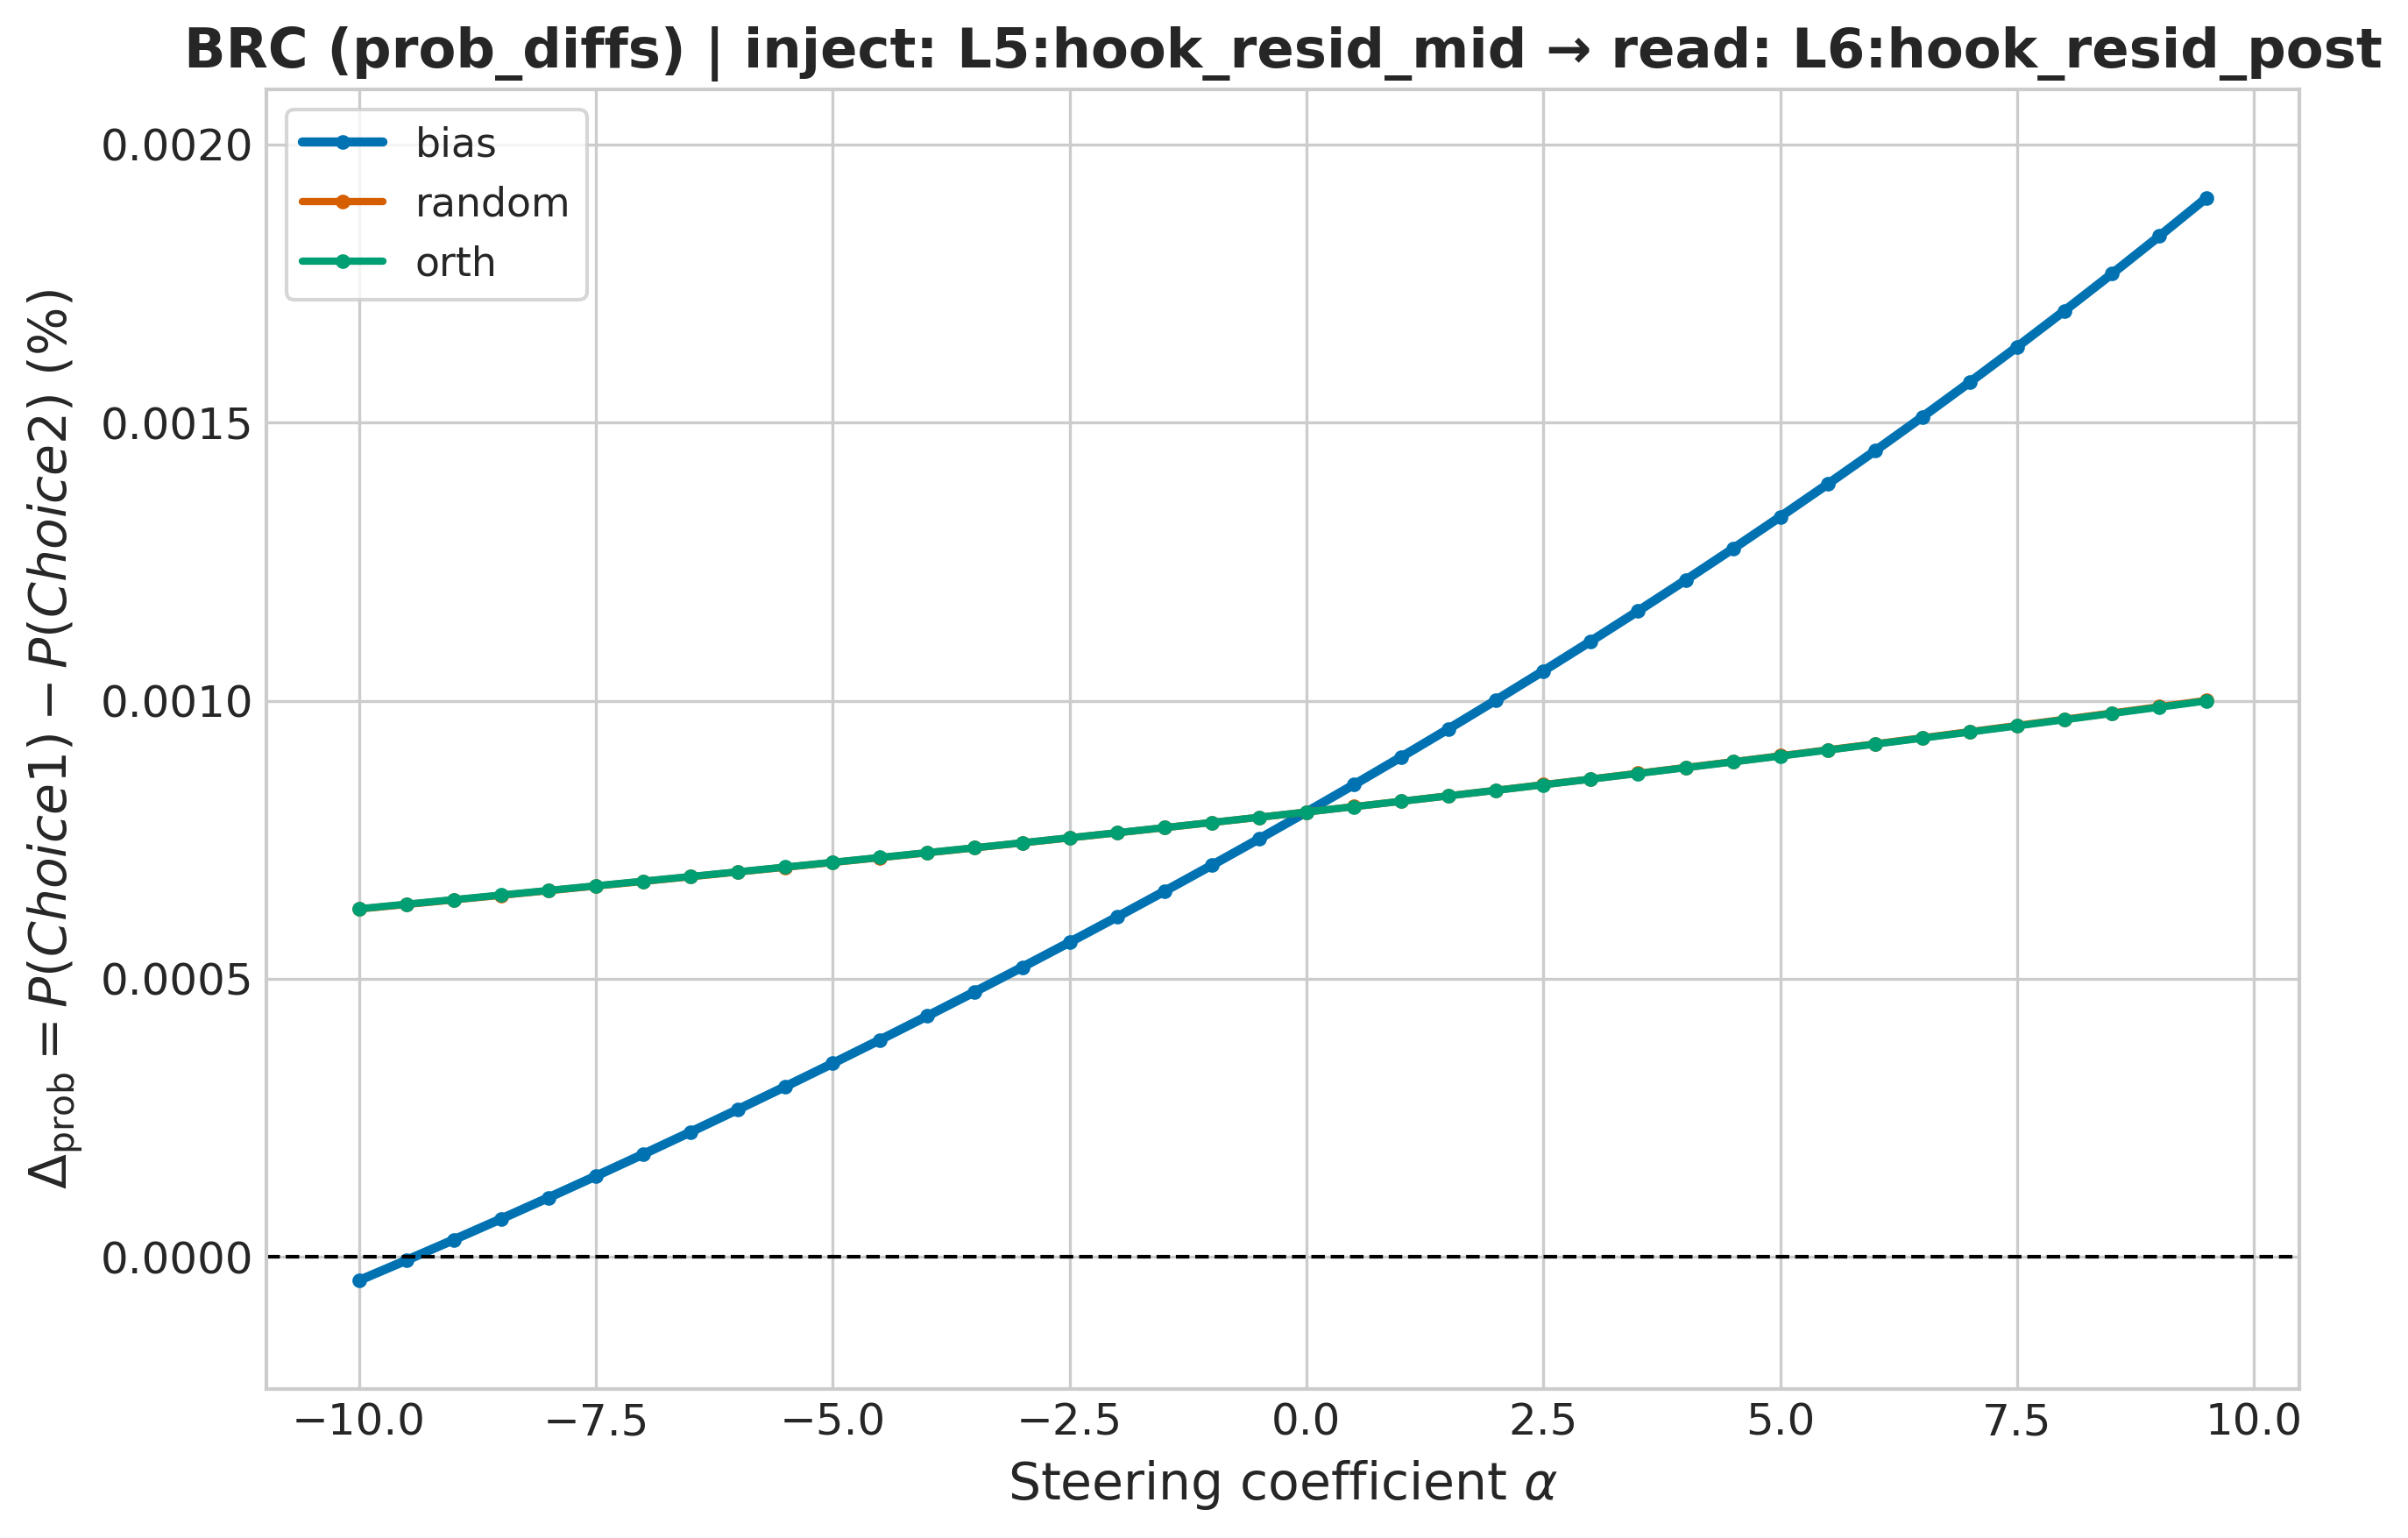 BRC (prob_diffs) | inject: L5:hook_resid_mid → read: L6:hook_resid_post
bias
random
orth
Δprob = P(Choice1) − P(Choice2) (%)
0.0020
0.0015
0.0010
0.0005
0.0000
−10.0 −7.5 −5.0 −2.5 0.0 2.5 5.0 7.5 10.0
Steering coefficient α